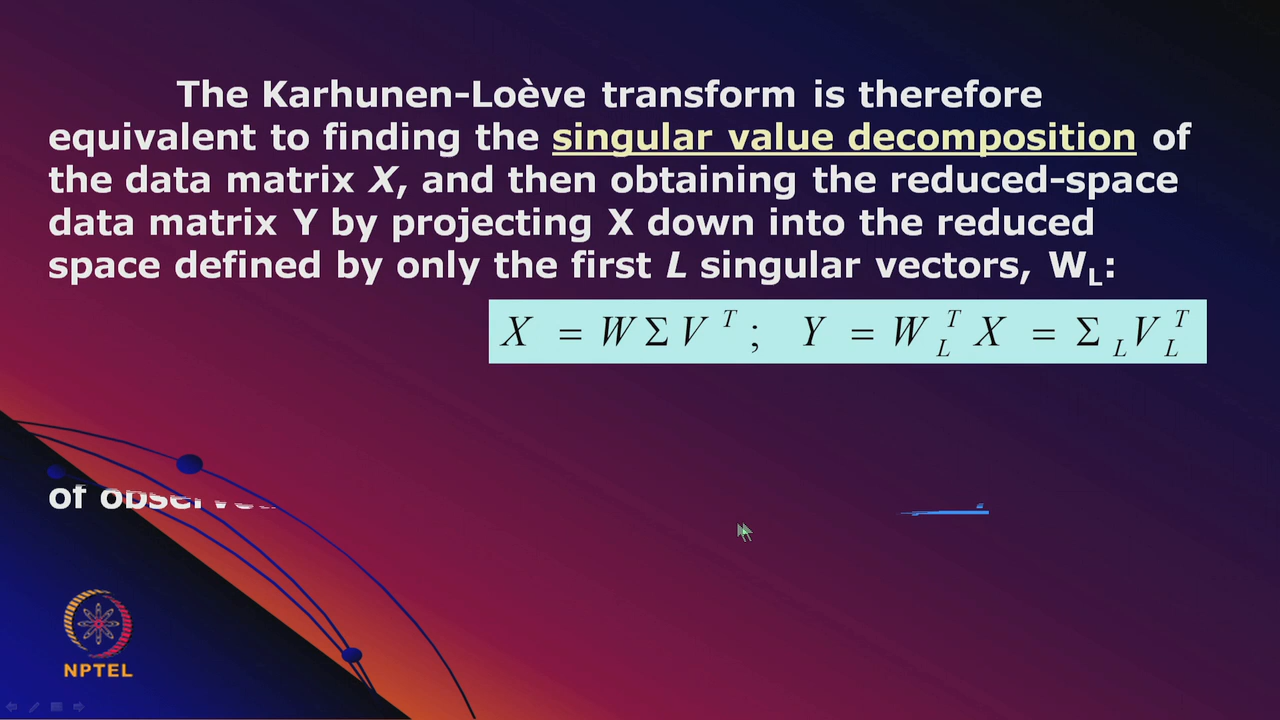 The Karhunen-Loève transform is therefore
equivalent to finding the singular value decomposition of
the data matrix X, and then obtaining the reduced-space
data matrix Y by projecting X down into the reduced
space defined by only the first L singular vectors, W_L:
X = W Σ V^T ; Y = W_L^T X = Σ_L V_L^T
of
NPTEL